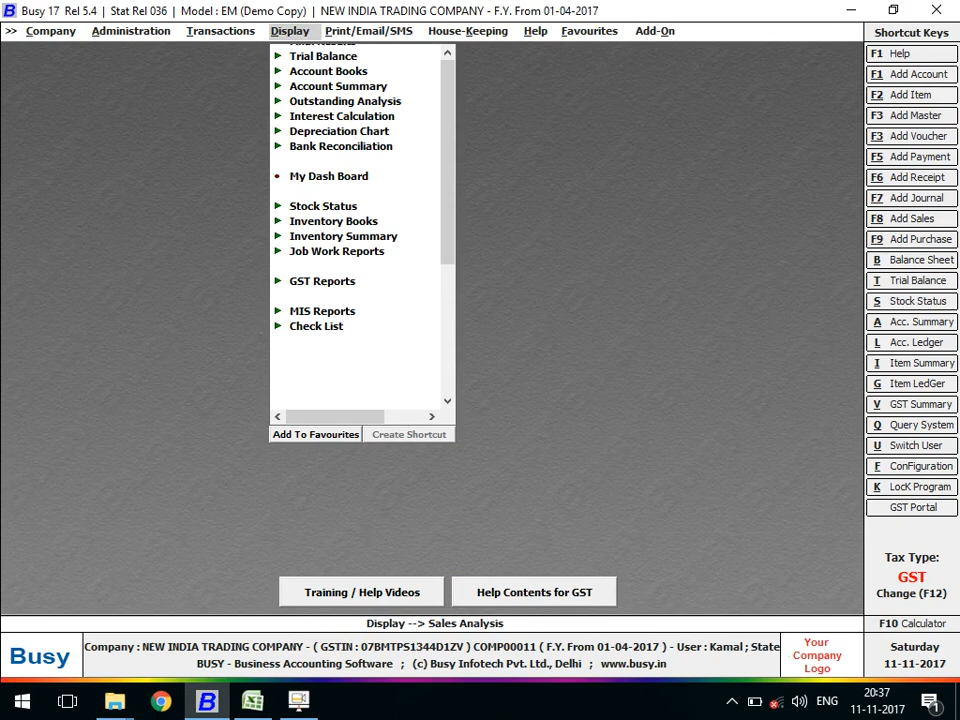 Busy 17 Rel 5.4 | Stat Rel 036 | Model : EM (Demo Copy) | NEW INDIA TRADING COMPANY - F.Y. From 01-04-2017 )
>> Company Administration Transactions Display Print/Email/SMS House-Keeping Help Favourites Add-On
Shortcut Keys
Trial Balance
Account Books
Account Summary
Outstanding Analysis
Interest Calculation
Depreciation Chart
Bank Reconciliation
My Dash Board
Stock Status
Inventory Books
Inventory Summary
Job Work Reports
GST Reports
MIS Reports
Check List
Add To Favourites Create Shortcut
F1 Help
F1 Add Account
F2 Add Item
F3 Add Master
F3 Add Voucher
F5 Add Payment
F6 Add Receipt
F7 Add Journal
F8 Add Sales
F9 Add Purchase
B Balance Sheet
T Trial Balance
S Stock Status
A Acc. Summary
L Acc. Ledger
I Item Summary
G Item LedGer
V GST Summary
Q Query System
U Switch User
F ConFiguration
K LocK Program
GST Portal
Tax Type:
GST
Change (F12)
Training / Help Videos Help Contents for GST
Display --> Sales Analysis
F10 Calculator
Busy
Company : NEW INDIA TRADING COMPANY - ( GSTIN : 07BMTPS1344D1ZV ) COMP00011 ( F.Y. From 01-04-2017 ) - User : Kamal ; State
BUSY - Business Accounting Software ; (c) Busy Infotech Pvt. Ltd., Delhi ; www.busy.in
Your
Company
Logo
Saturday
11-11-2017
ENG
20:37
11-11-2017
1